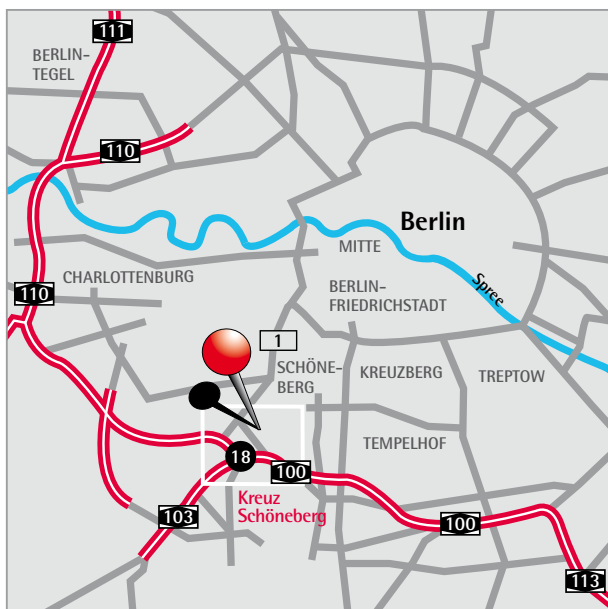 111
BERLIN-
TEGEL
110
Berlin
MITTE
Spree
CHARLOTTENBURG
110
BERLIN-
FRIEDRICHSTADT
1
SCHÖNE-
BERG
KREUZBERG
TREPTOW
TEMPELHOF
18
100
Kreuz
Schöneberg
103
100
113